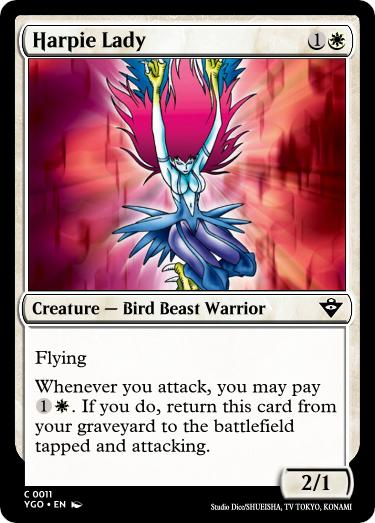 Harpie Lady 1
Creature — Bird Beast Warrior
Flying
Whenever you attack, you may pay
1 . If you do, return this card from
your graveyard to the battlefield
tapped and attacking.
2/1
C 0011
YGO • EN
Studio Dice/SHUEISHA, TV TOKYO, KONAMI